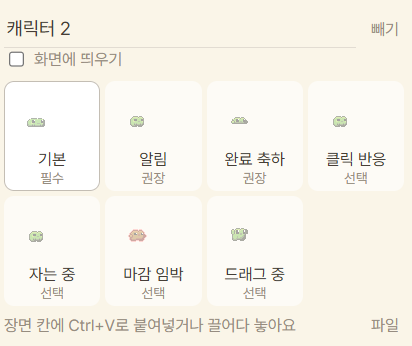 캐릭터 2 빼기
화면에 띄우기
기본 알림 완료 축하 클릭 반응
필수 권장 권장 선택
자는 중 마감 임박 드래그 중
선택 선택 선택
장면 칸에 Ctrl+V로 붙여넣거나 끌어다 놓아요 파일